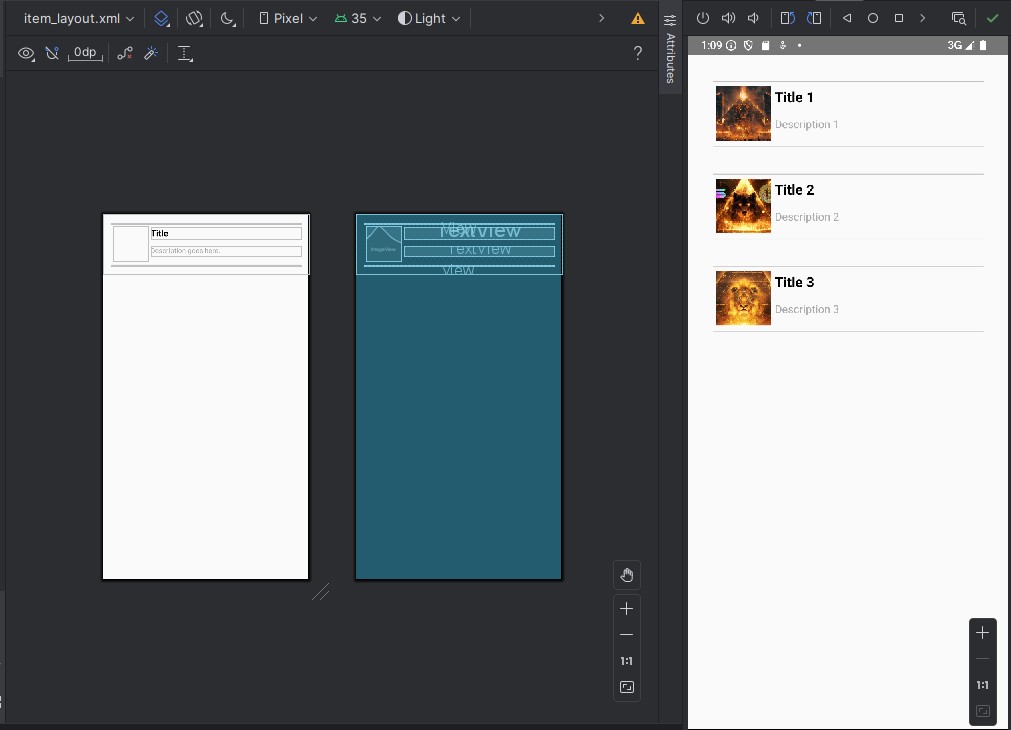 item_layout.xml Pixel 35 Light
0dp ?
Attributes
1:09 3G
Title 1
Description 1
Title 2
Description 2
Title 3
Description 3
Title
Description goes here.
View
TextView
ImageView
TextView
View
1:1
1:1